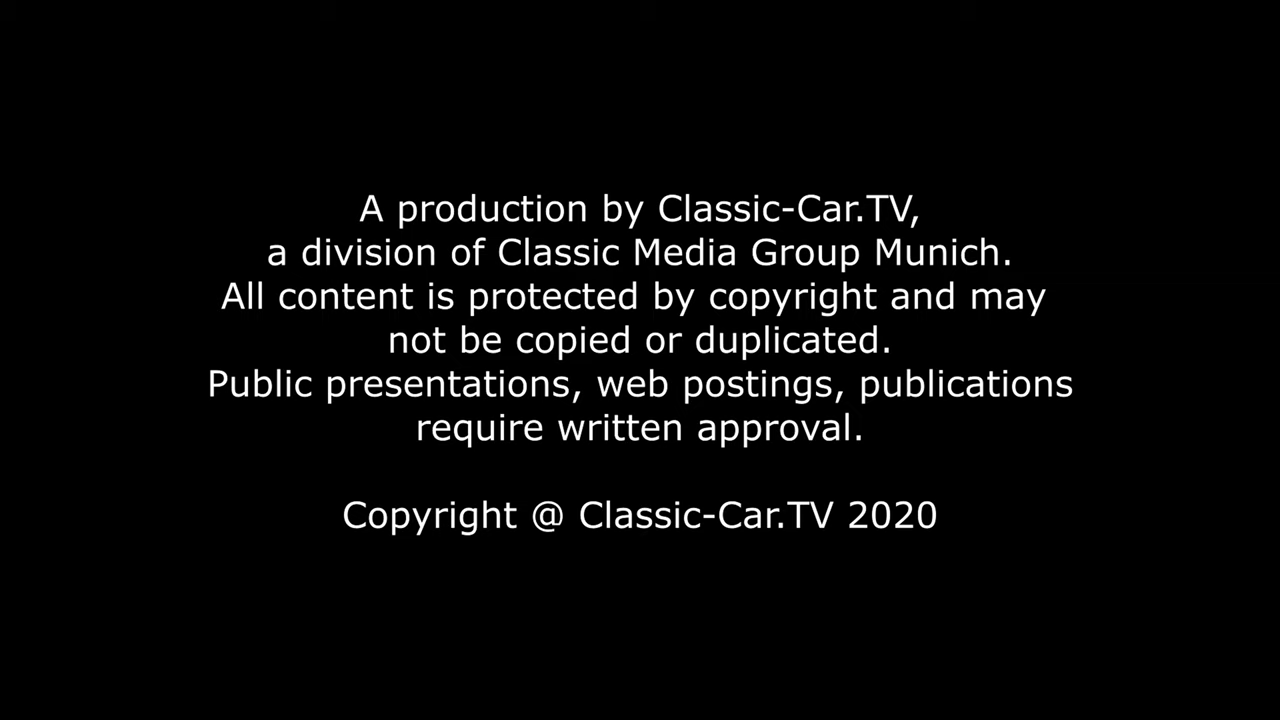 A production by Classic-Car.TV,
a division of Classic Media Group Munich.
All content is protected by copyright and may
not be copied or duplicated.
Public presentations, web postings, publications
require written approval.
Copyright @ Classic-Car.TV 2020